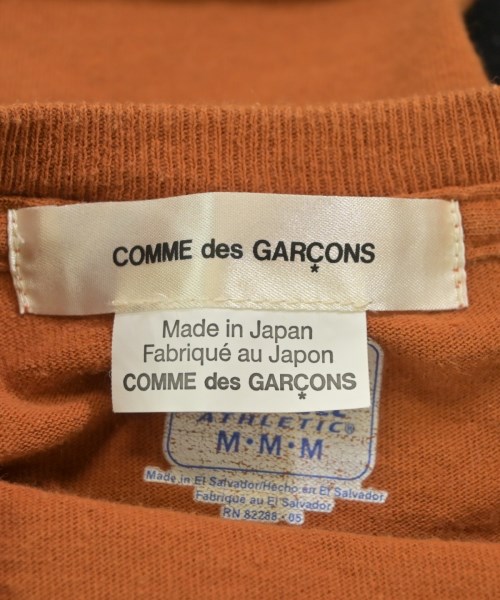 COMME des GARÇONS
Made in Japan
Fabriqué au Japon
COMME des GARÇONS
ATHLETIC®
M • M • M
Made in El Salvador/Hecho en El Salvador
Fabriqué au El Salvador
RN 82288 - 05